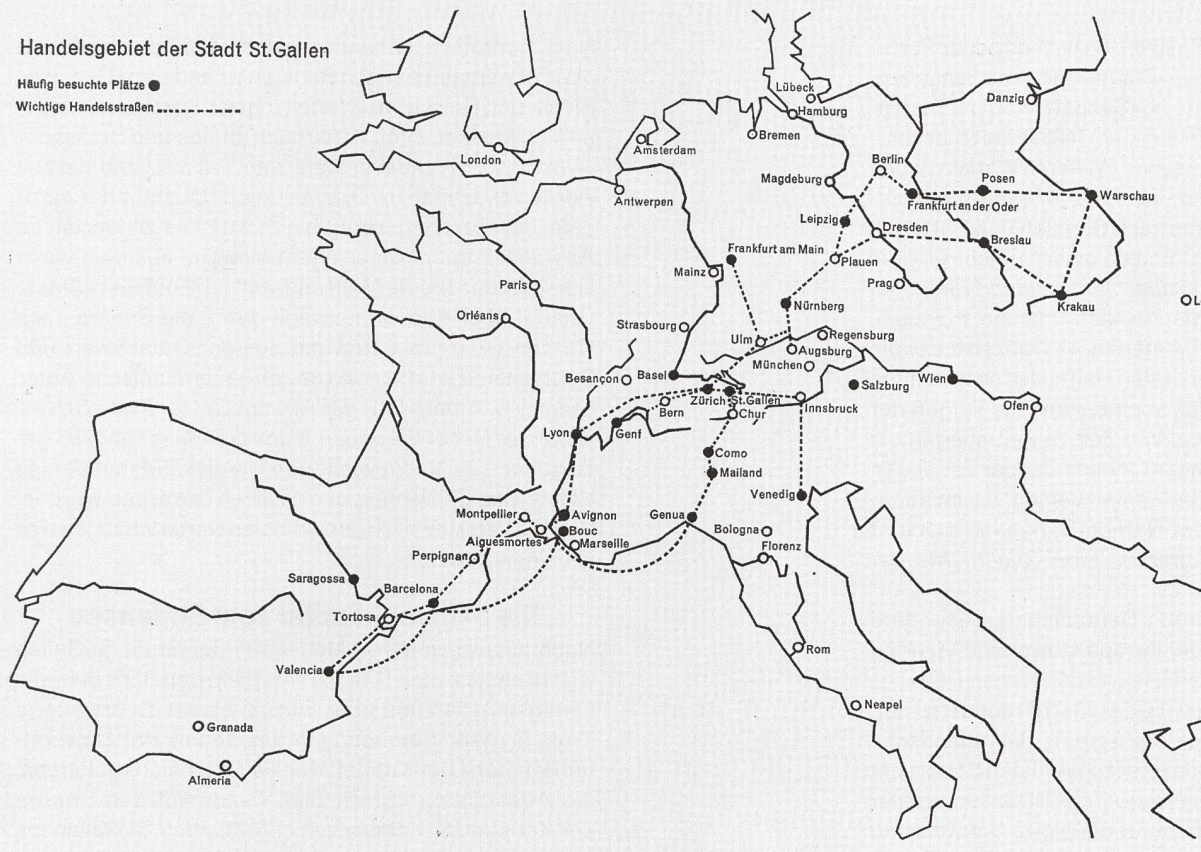 Handelsgebiet der Stadt St.Gallen
Häufig besuchte Plätze
Wichtige Handelsstraßen
Lübeck
Hamburg
Danzig
Bremen
Amsterdam
London
Berlin
Magdeburg
Posen
Antwerpen
Frankfurt an der Oder
Warschau
Leipzig
Dresden
Breslau
Frankfurt am Main
Plauen
Mainz
Prag
Paris
Nürnberg
Krakau
L
Orléans
Strasbourg
Ulm
Regensburg
Augsburg
München
Besançon
Basel
Salzburg
Wien
Zürich
St.Gallen
Innsbruck
Ofen
Bern
Chur
Lyon
Genf
Como
Mailand
Venedig
Montpellier
Avignon
Genua
Bouc
Bologna
Aiguesmortes
Marseille
Florenz
Perpignan
Saragossa
Barcelona
Tortosa
Rom
Valencia
Neapel
Granada
Almeria